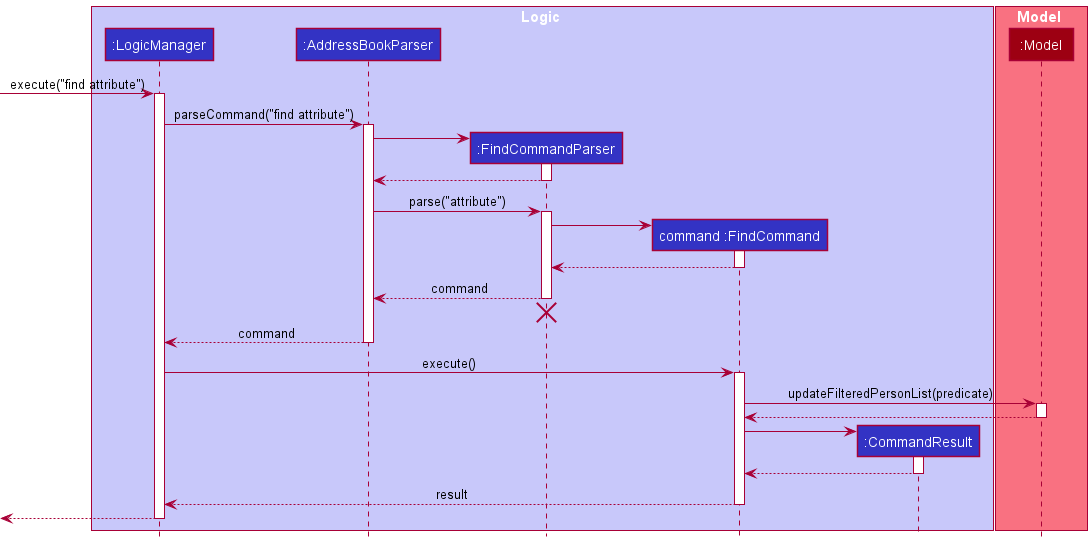 Logic
Model
:LogicManager
:AddressBookParser
:Model
execute("find attribute")
parseCommand("find attribute")
:FindCommandParser
parse("attribute")
command :FindCommand
command
command
execute()
updateFilteredPersonList(predicate)
:CommandResult
result